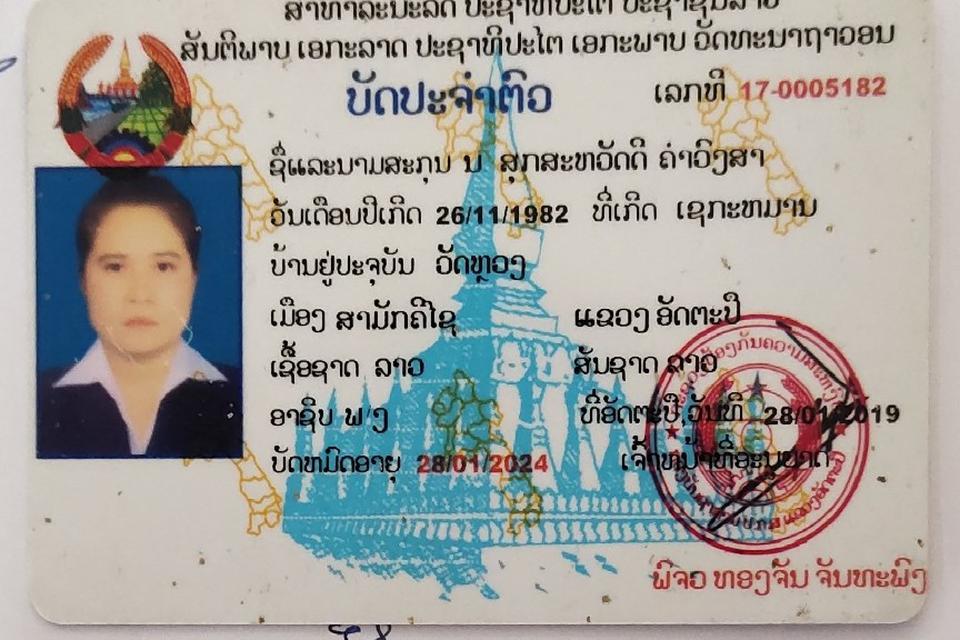 ສາທາລະນະລັດ ປະຊາທິປະໄຕ ປະຊາຊົນລາວ
ສັນຕິພາບ ເອກະລາດ ປະຊາທິປະໄຕ ເອກະພາບ ວັດທະນາຖາວອນ
ບັດປະຈຳຕົວ ເລກທີ 17-0005182
ຊື່ແລະນາມສະກຸນ ນ ສຸກສະຫວັດດີ ຄຳວົງສາ
ວັນເດືອນປີເກີດ 26/11/1982 ທີ່ເກີດ ເຊກະຫມານ
ບ້ານຢູ່ປະຈຸບັນ ວັດຫຼວງ
ເມືອງ ສາມັກຄີໄຊ ແຂວງ ອັດຕະປື
ເຊື້ອຊາດ ລາວ ສັນຊາດ ລາວ
ອາຊີບ ພ/ງ ທີ່ອັດຕະປື,ວັນທີ 28/01/2019
ບັດຫມົດອາຍຸ 28/01/2024 ເຈົ້າຫນ້າທີ່ອະນຸຍາດ
ພົຈວ ທອງຈັນ ຈັນທະພົງ